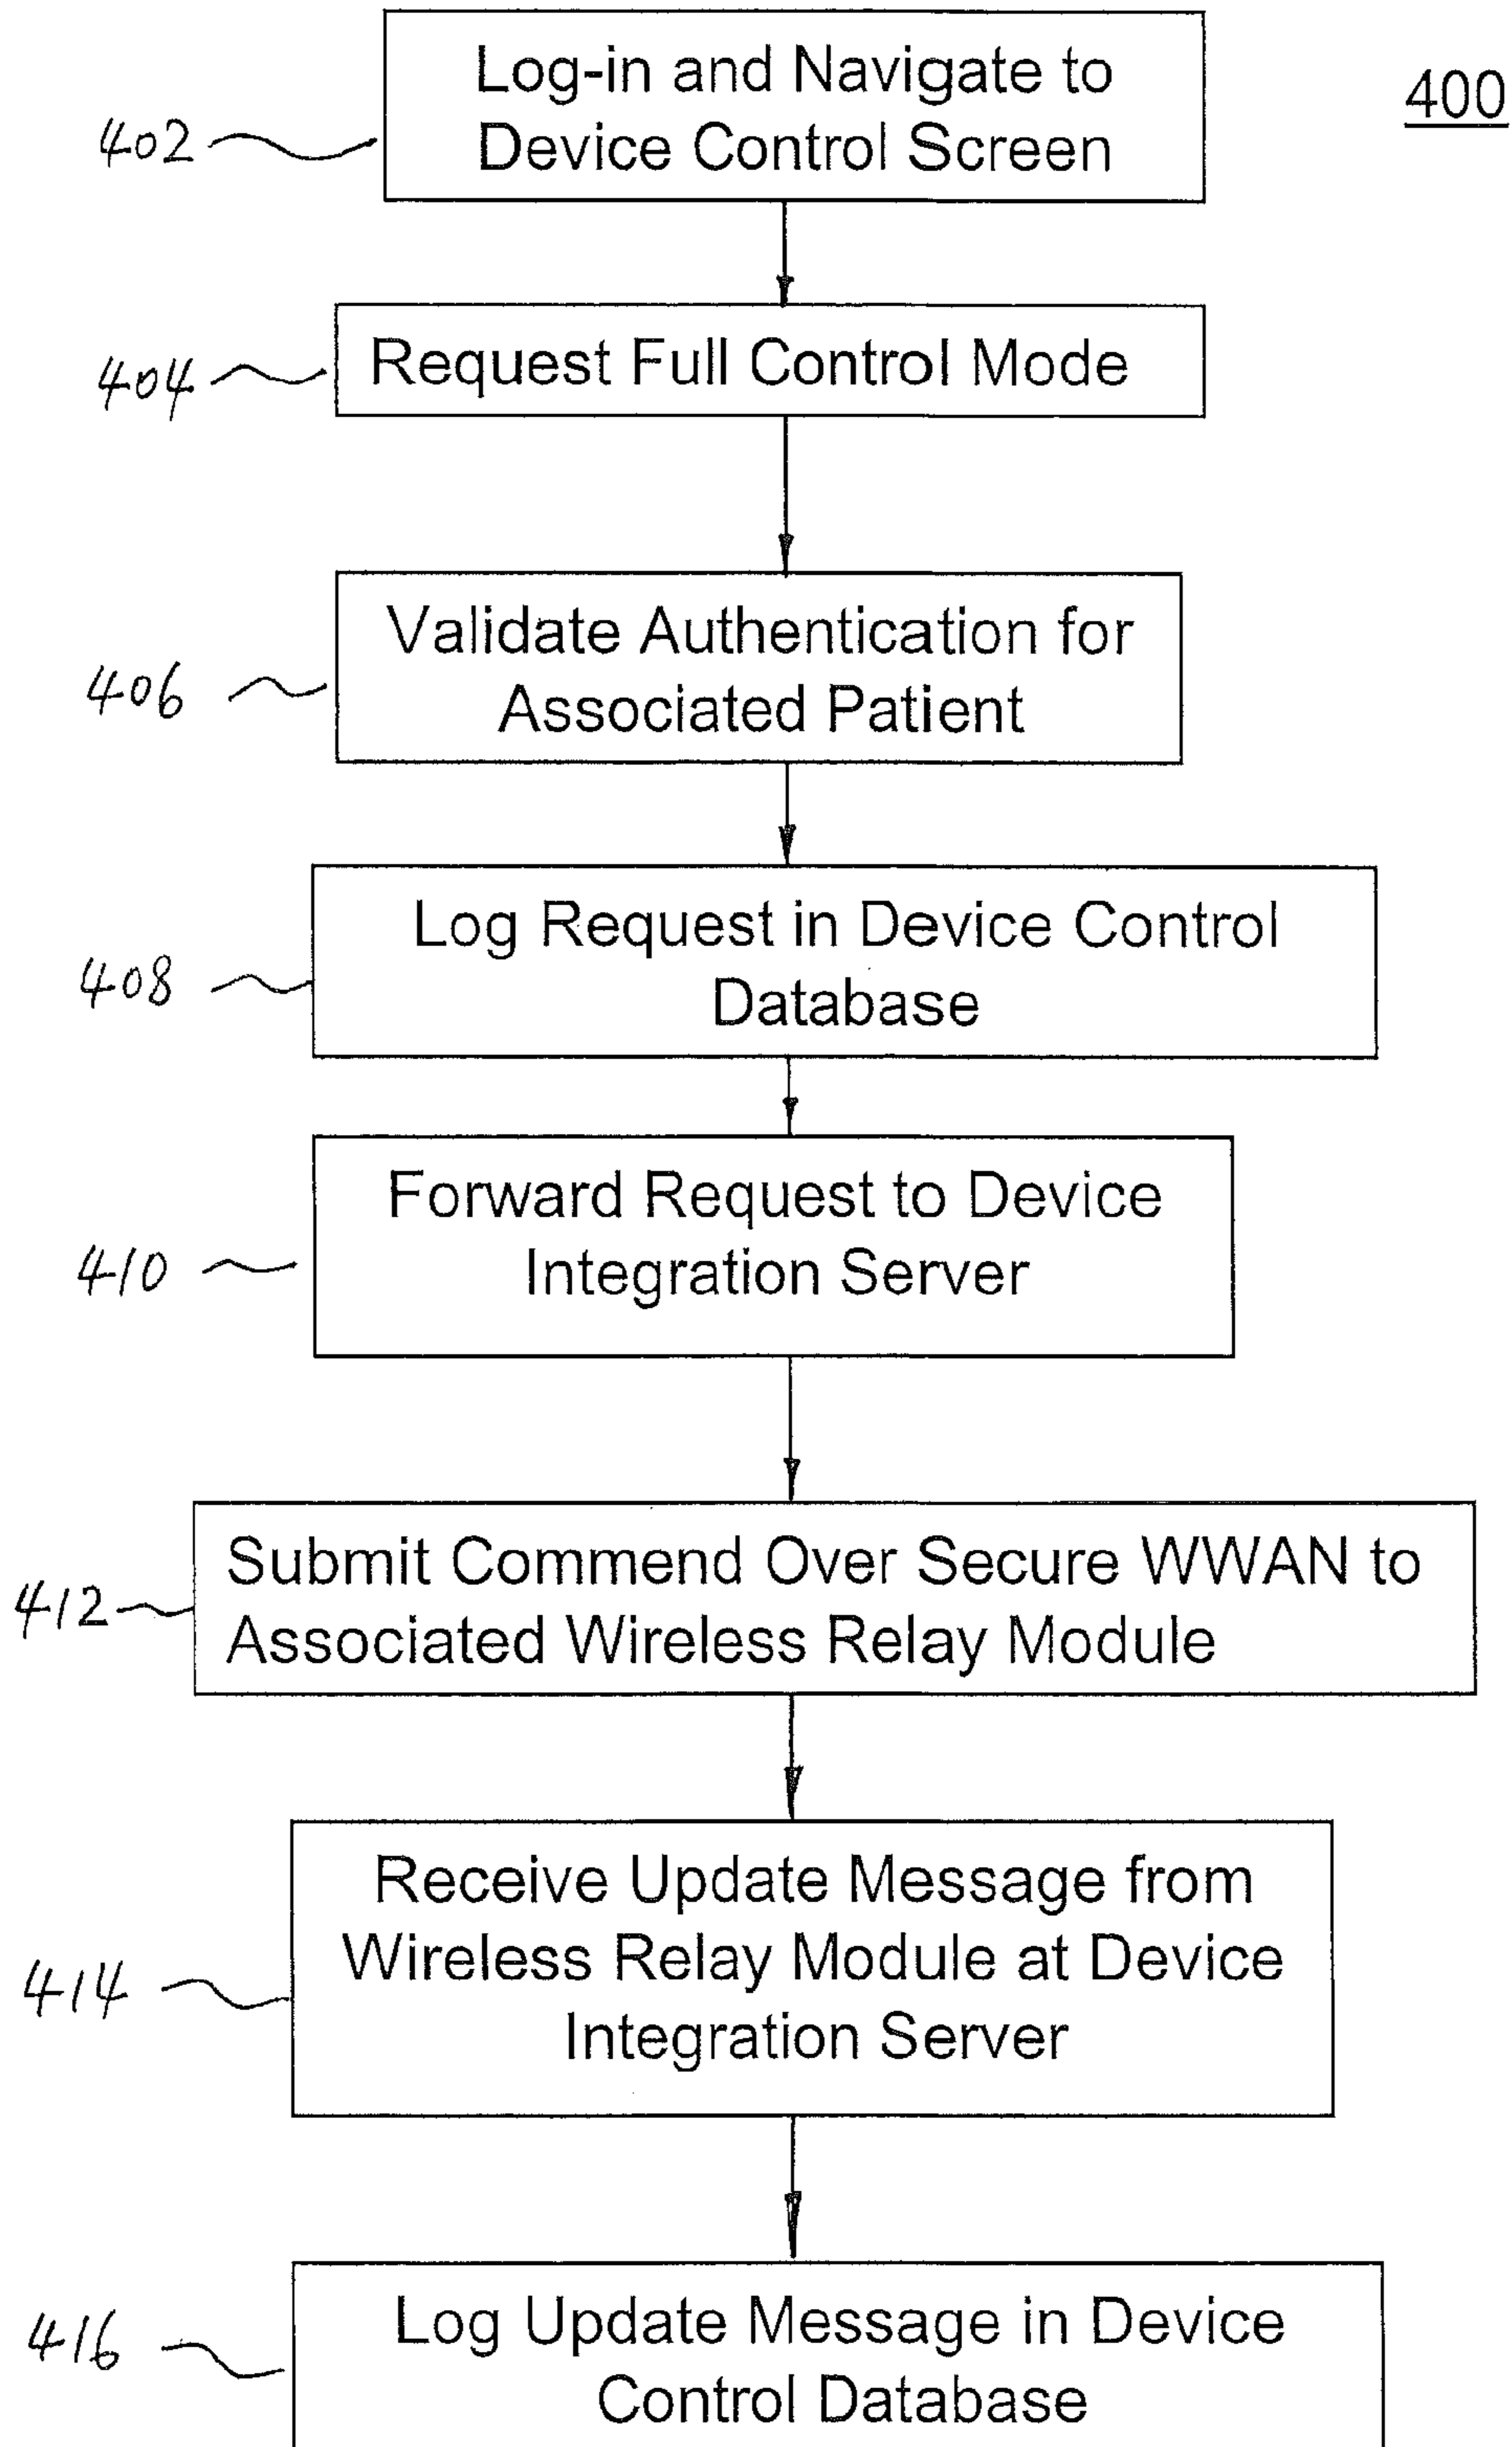 Log-in and Navigate to
Device Control Screen
400
402
Request Full Control Mode
404
Validate Authentication for
Associated Patient
406
Log Request in Device Control
Database
408
Forward Request to Device
Integration Server
410
Submit Commend Over Secure WWAN to
Associated Wireless Relay Module
412
Receive Update Message from
Wireless Relay Module at Device
Integration Server
414
Log Update Message in Device
Control Database
416